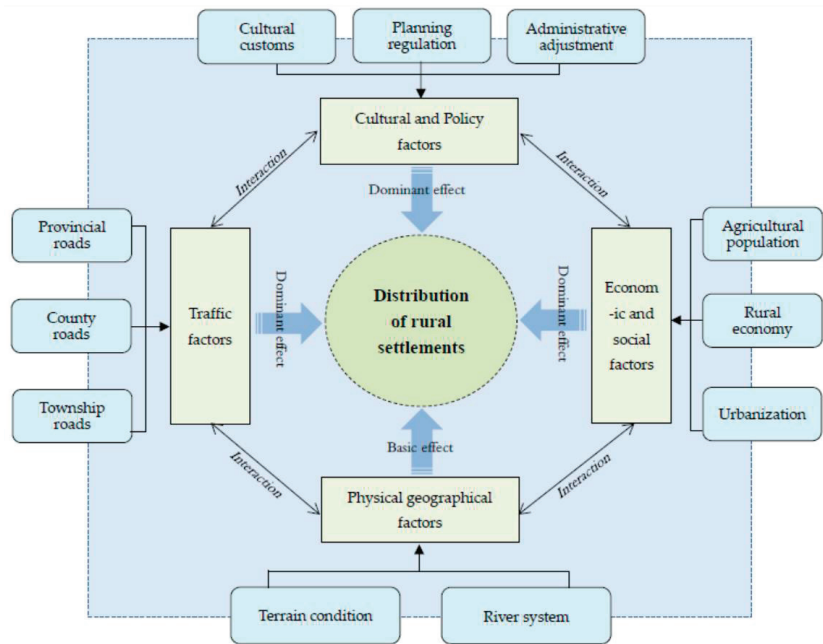 Cultural
customs
Planning
regulation
Administrative
adjustment
Cultural and Policy
factors
Interaction
Interaction
Dominant effect
Provincial
roads
County
roads
Township
roads
Traffic
factors
Dominant effect
Distribution
of rural
settlements
Dominant effect
Econom
-ic and
social
factors
Agricultural
population
Rural
economy
Urbanization
Basic effect
Interaction
Interaction
Physical geographical
factors
Terrain condition
River system